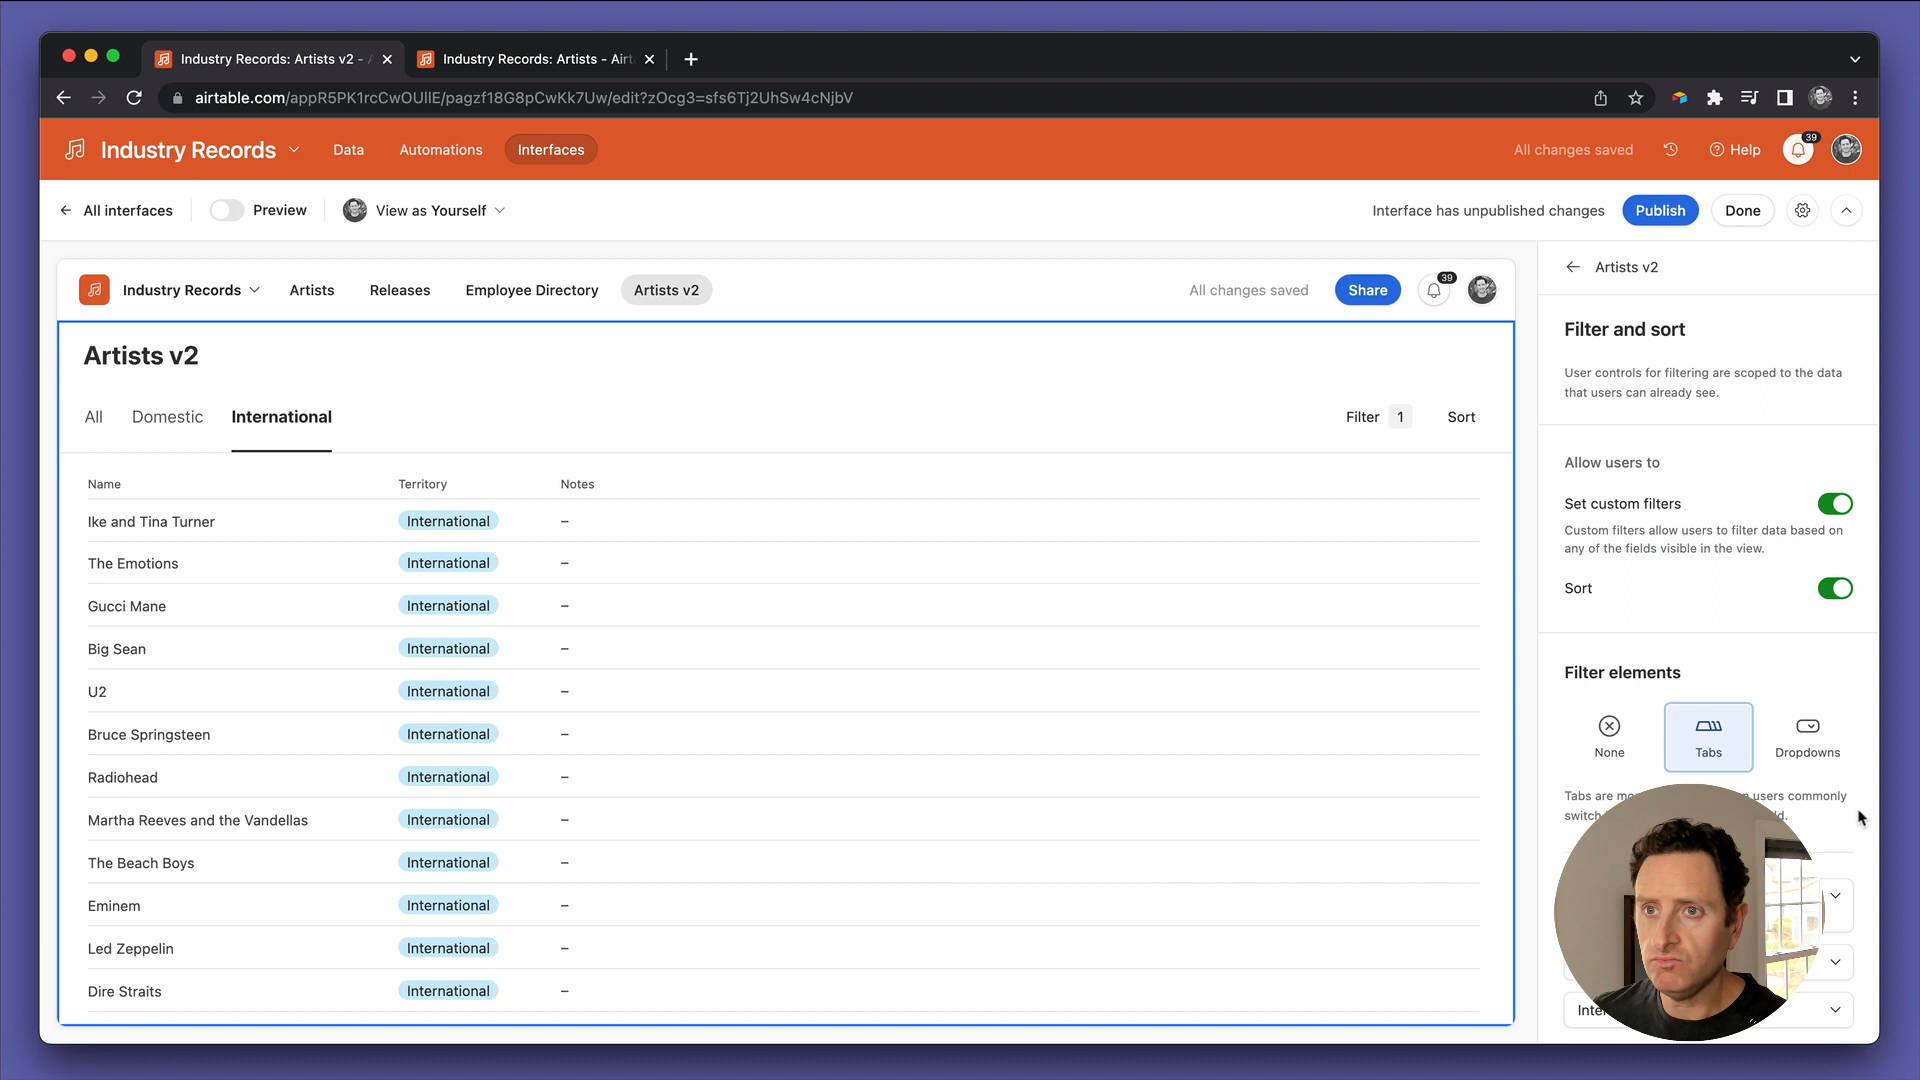 Industry Records: Artists v2 -
Industry Records: Artists - Airt
airtable.com/appR5PK1rcCwOUIlE/pagzf18G8pCwKk7Uw/edit?zOcg3=sfs6Tj2UhSw4cNjbV
Industry Records
Data
Automations
Interfaces
All changes saved
Help
39
All interfaces
Preview
View as Yourself
Interface has unpublished changes
Publish
Done
Industry Records
Artists
Releases
Employee Directory
Artists v2
All changes saved
Share
39
Artists v2
All
Domestic
International
Filter 1
Sort
Name Territory Notes
Ike and Tina Turner International –
The Emotions International –
Gucci Mane International –
Big Sean International –
U2 International –
Bruce Springsteen International –
Radiohead International –
Martha Reeves and the Vandellas International –
The Beach Boys International –
Eminem International –
Led Zeppelin International –
Dire Straits International –
Artists v2
Filter and sort
User controls for filtering are scoped to the data
that users can already see.
Allow users to
Set custom filters
Custom filters allow users to filter data based on
any of the fields visible in the view.
Sort
Filter elements
None
Tabs
Dropdowns
Tabs are users commonly
switch